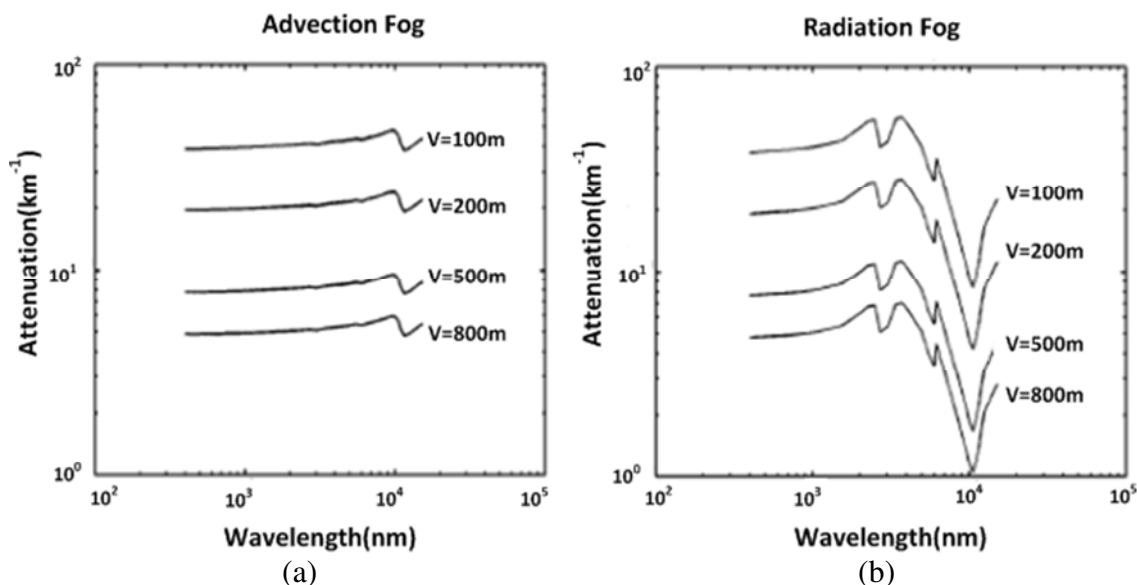 Advection Fog
10²
10¹
10⁰
Attenuation(km⁻¹)
V=100m
V=200m
V=500m
V=800m
10² 10³ 10⁴ 10⁵
Wavelength(nm)
(a)
Radiation Fog
10²
10¹
10⁰
Attenuation(km⁻¹)
V=100m
V=200m
V=500m
V=800m
10² 10³ 10⁴ 10⁵
Wavelength(nm)
(b)